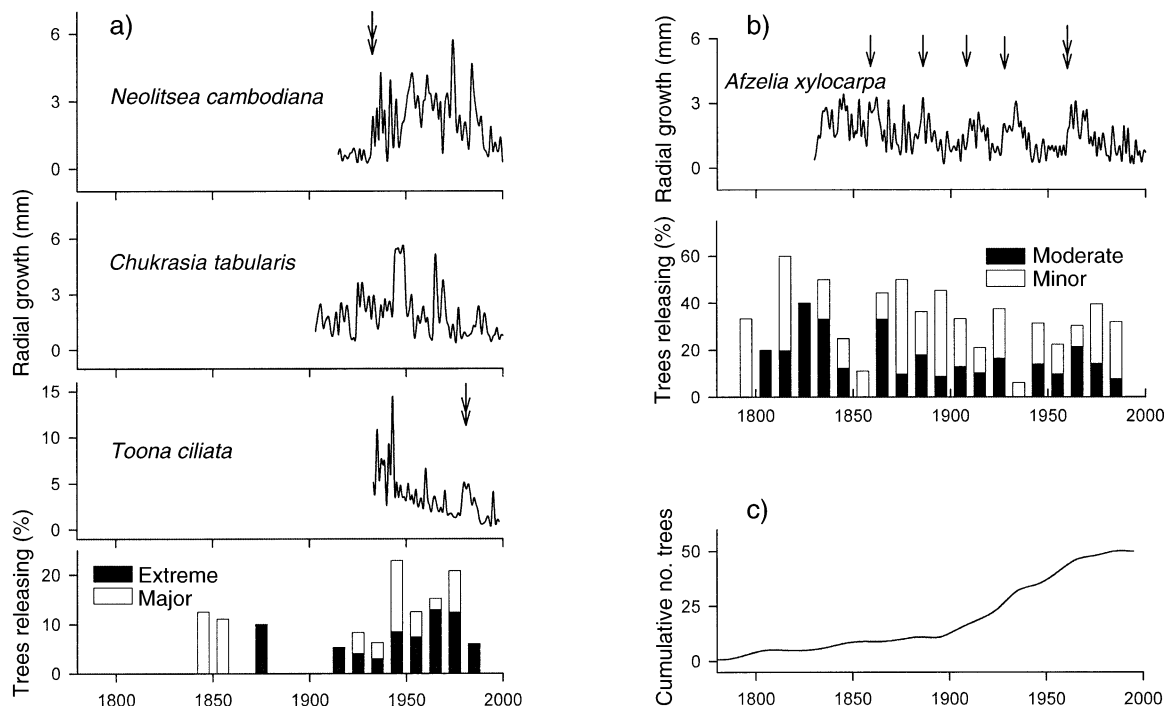 a)
Radial growth (mm)
6
3
0
Neolitsea cambodiana
6
3
0
Chukrasia tabularis
15
10
5
0
Toona ciliata
Trees releasing (%)
20
10
0
Extreme
Major
1800 1850 1900 1950 2000
b)
Radial growth (mm)
6
3
0
Afzelia xylocarpa
Trees releasing (%)
60
40
20
0
Moderate
Minor
1800 1850 1900 1950 2000
c)
Cumulative no. trees
50
25
0
1800 1850 1900 1950 2000